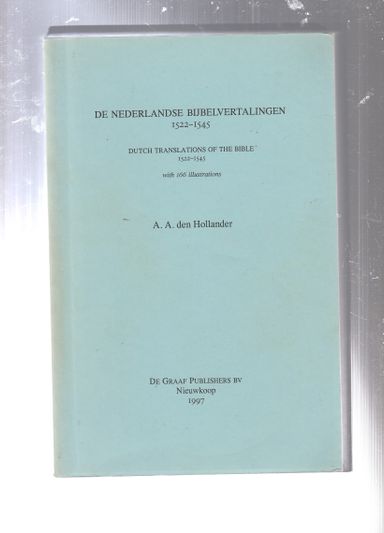 DE NEDERLANDSE BIJBELVERTALINGEN
1522–1545
DUTCH TRANSLATIONS OF THE BIBLE
1522–1545
with 166 illustrations
A. A. den Hollander
DE GRAAF PUBLISHERS BV
Nieuwkoop
1997